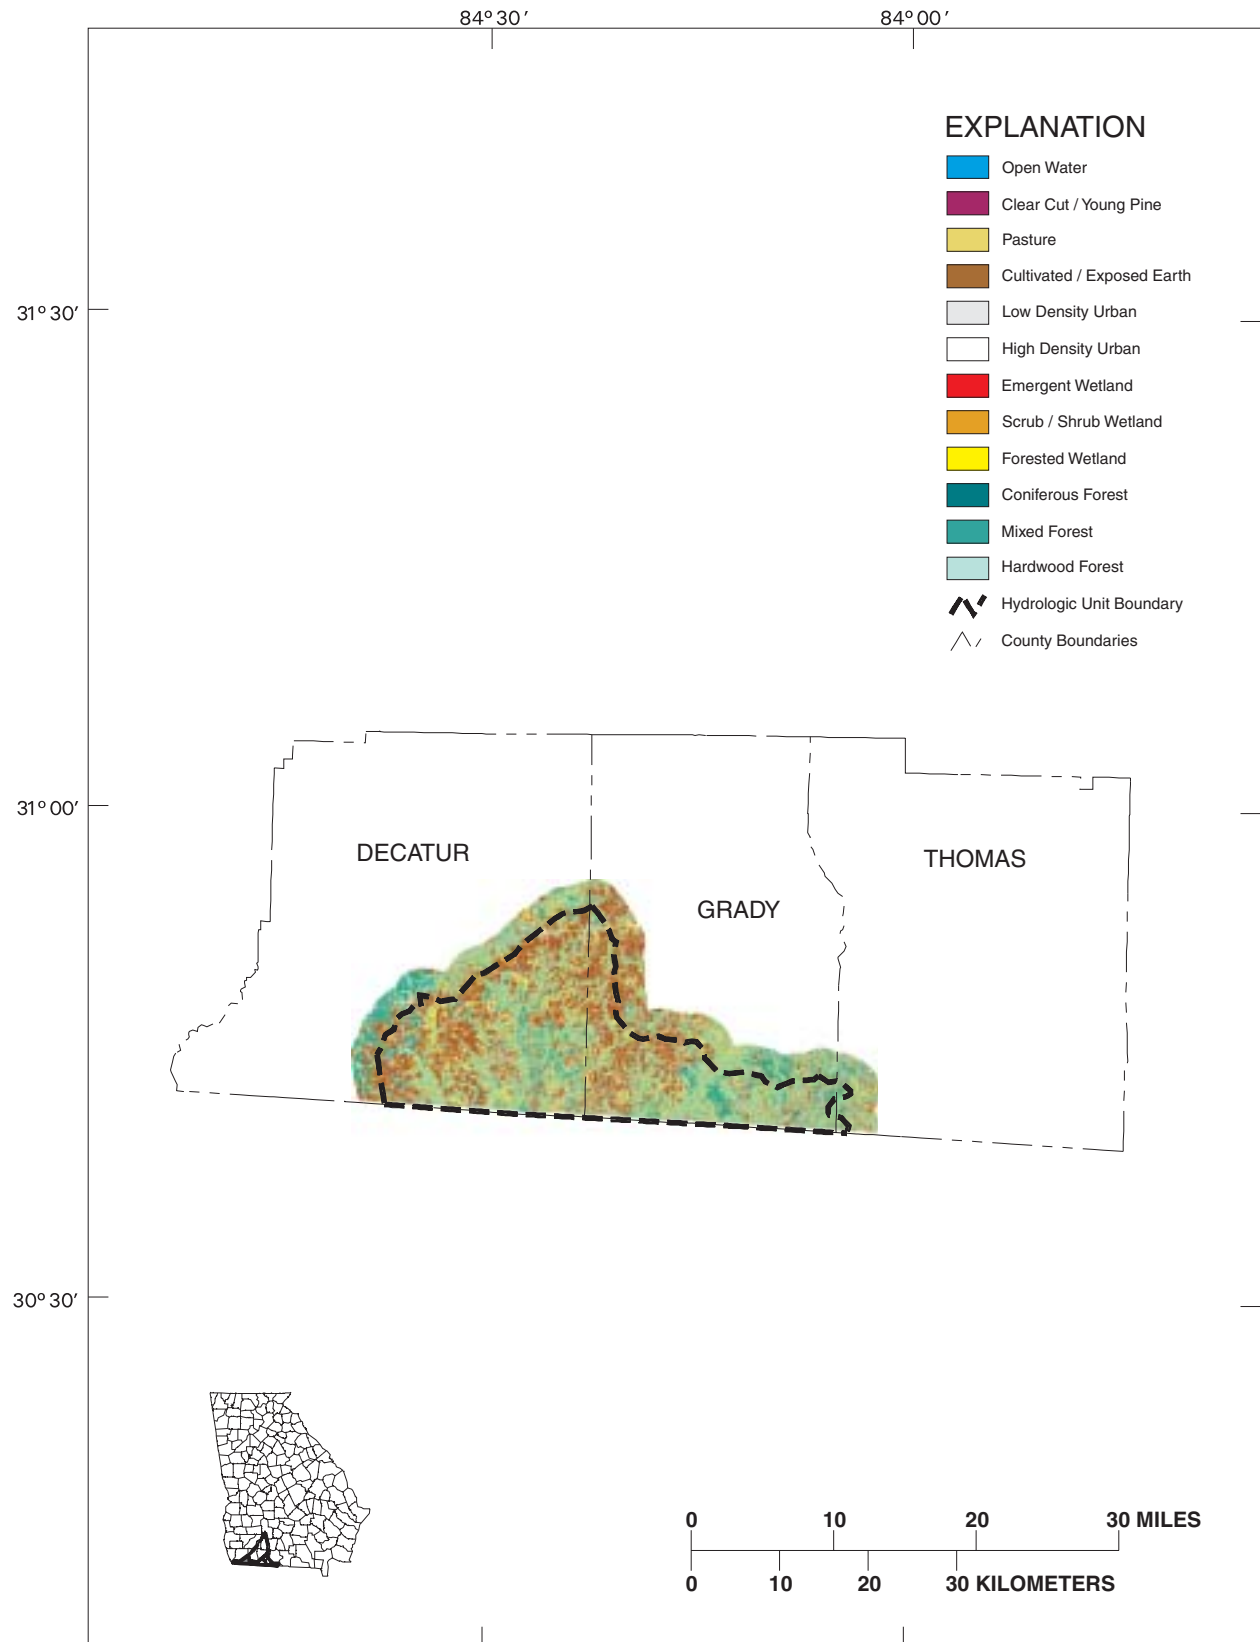 84° 30′ 84° 00′
EXPLANATION
Open Water
Clear Cut / Young Pine
Pasture
Cultivated / Exposed Earth
Low Density Urban
High Density Urban
Emergent Wetland
Scrub / Shrub Wetland
Forested Wetland
Coniferous Forest
Mixed Forest
Hardwood Forest
Hydrologic Unit Boundary
County Boundaries
31° 30′
31° 00′
DECATUR
THOMAS
GRADY
30° 30′
0 10 20 30 MILES
0 10 20 30 KILOMETERS